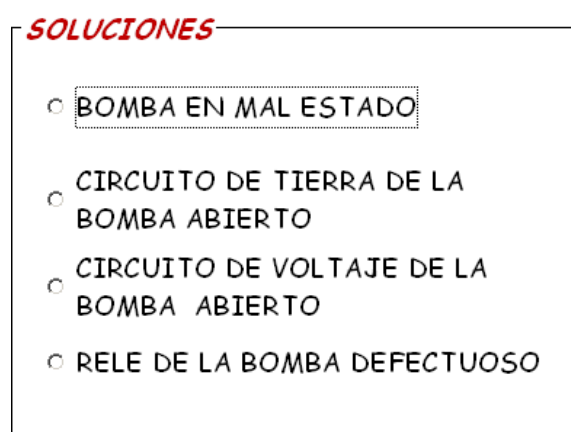 SOLUCIONES
BOMBA EN MAL ESTADO
CIRCUITO DE TIERRA DE LA
BOMBA ABIERTO
CIRCUITO DE VOLTAJE DE LA
BOMBA ABIERTO
RELE DE LA BOMBA DEFECTUOSO